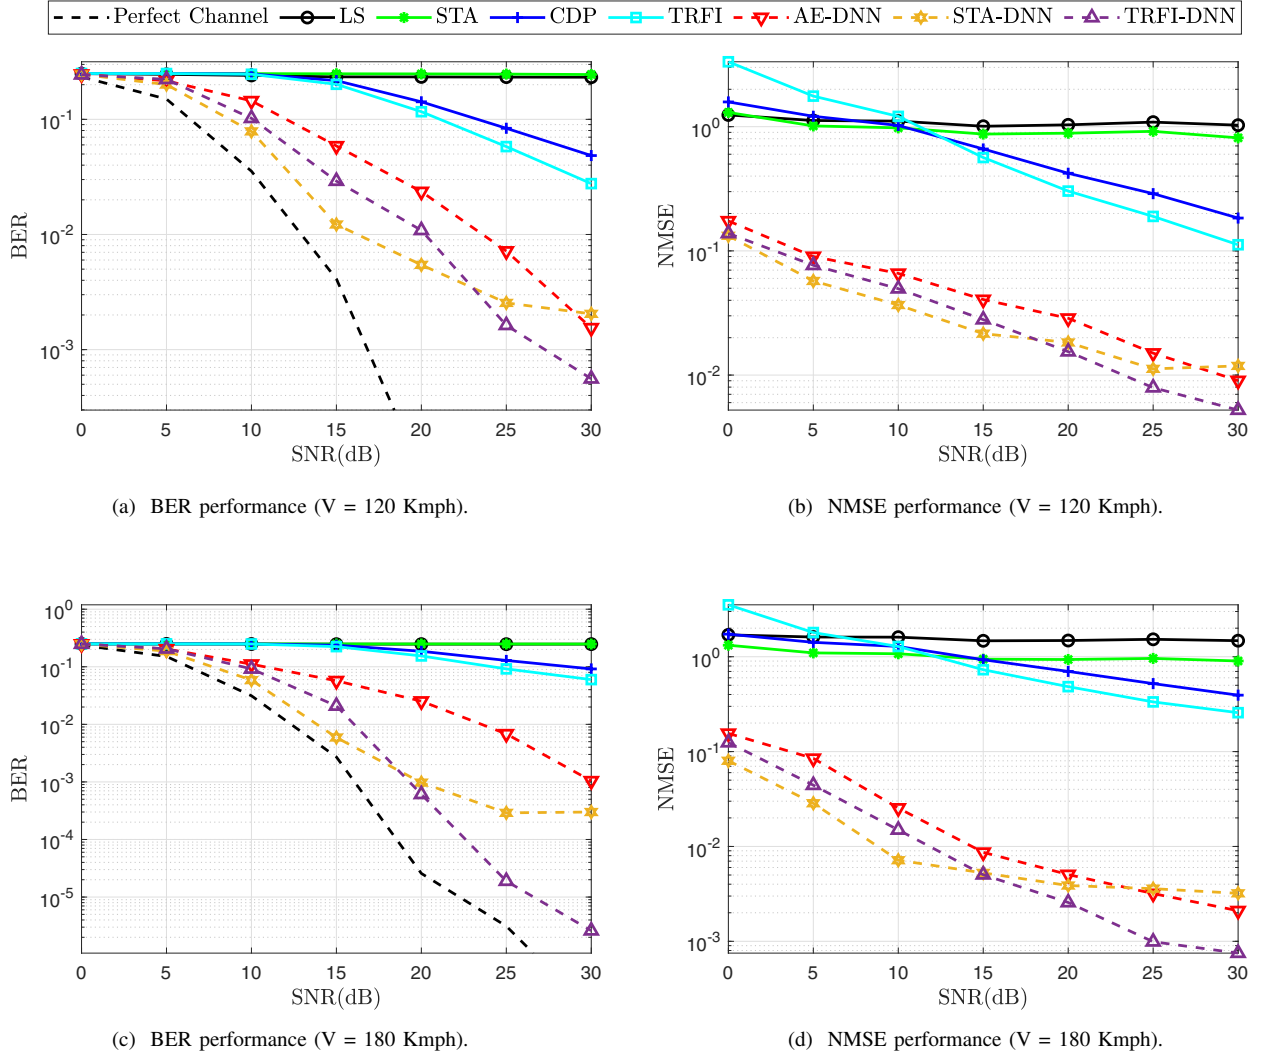 Perfect Channel LS STA CDP TRFI AE-DNN STA-DNN TRFI-DNN
BER
10^-1
10^-2
10^-3
0 5 10 15 20 25 30
SNR(dB)
(a) BER performance (V = 120 Kmph).
NMSE
10^0
10^-1
10^-2
0 5 10 15 20 25 30
SNR(dB)
(b) NMSE performance (V = 120 Kmph).
BER
10^0
10^-1
10^-2
10^-3
10^-4
10^-5
0 5 10 15 20 25 30
SNR(dB)
(c) BER performance (V = 180 Kmph).
NMSE
10^0
10^-1
10^-2
10^-3
0 5 10 15 20 25 30
SNR(dB)
(d) NMSE performance (V = 180 Kmph).